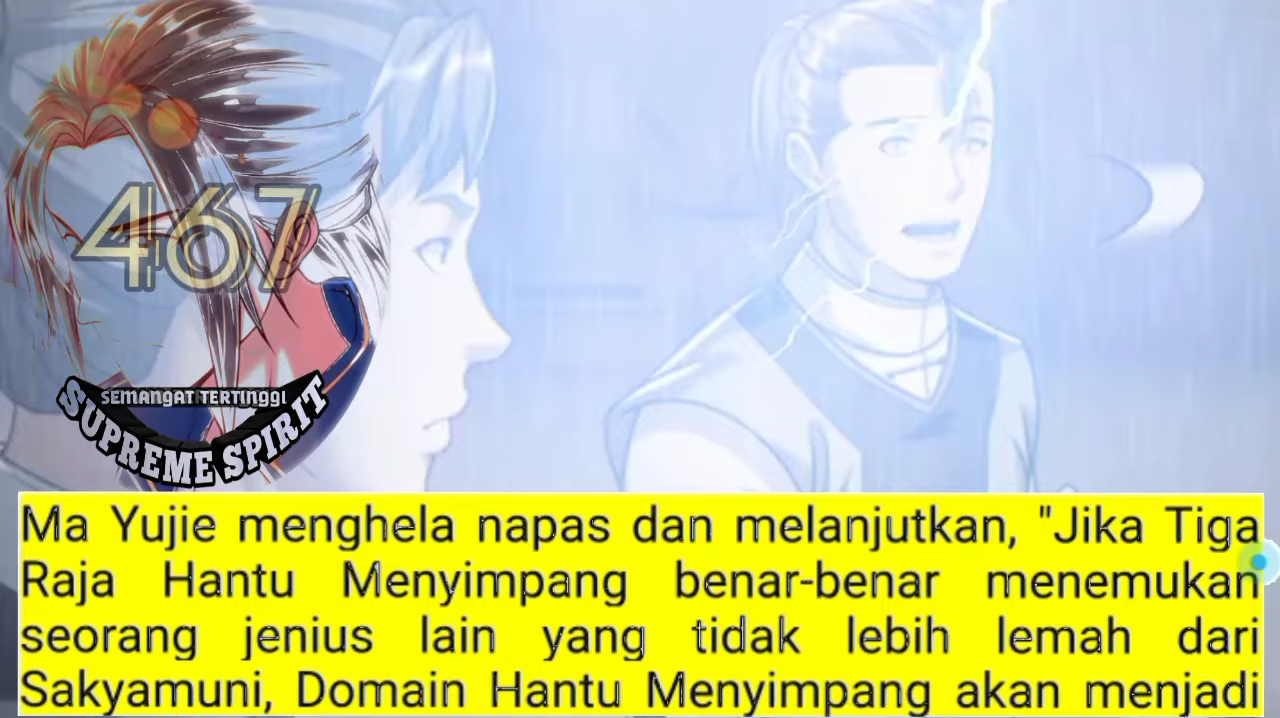 467
SEMANGAT TERTINGGI
SUPREME SPIRIT
Ma Yujie menghela napas dan melanjutkan, "Jika Tiga
Raja Hantu Menyimpang benar-benar menemukan
seorang jenius lain yang tidak lebih lemah dari
Sakyamuni, Domain Hantu Menyimpang akan menjadi